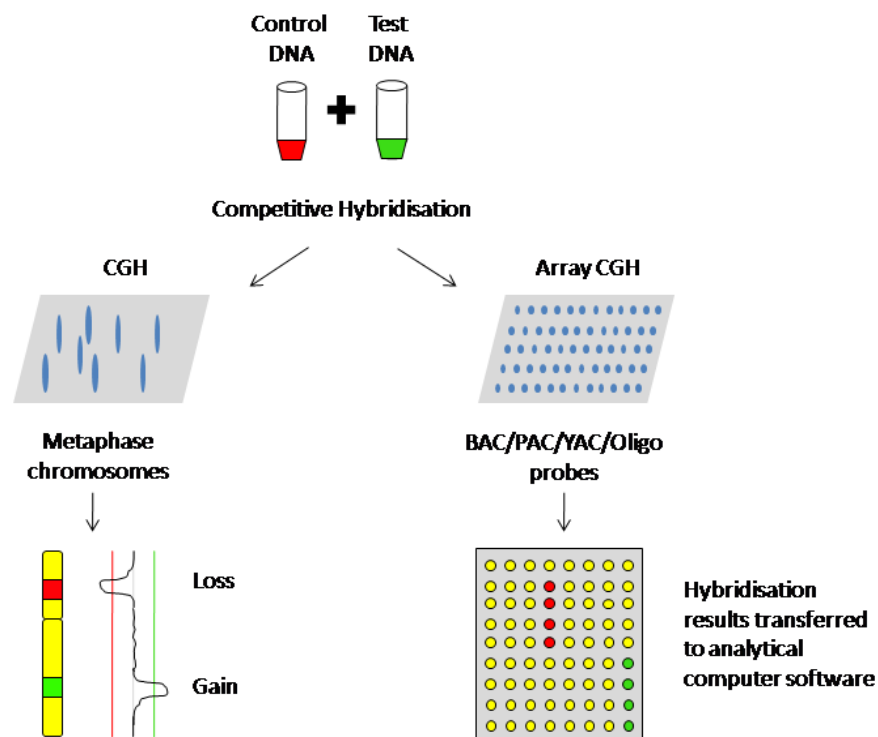 Control
DNA
Test
DNA
Competitive Hybridisation
CGH
Array CGH
Metaphase
chromosomes
BAC/PAC/YAC/Oligo
probes
Loss
Gain
Hybridisation
results transferred
to analytical
computer software